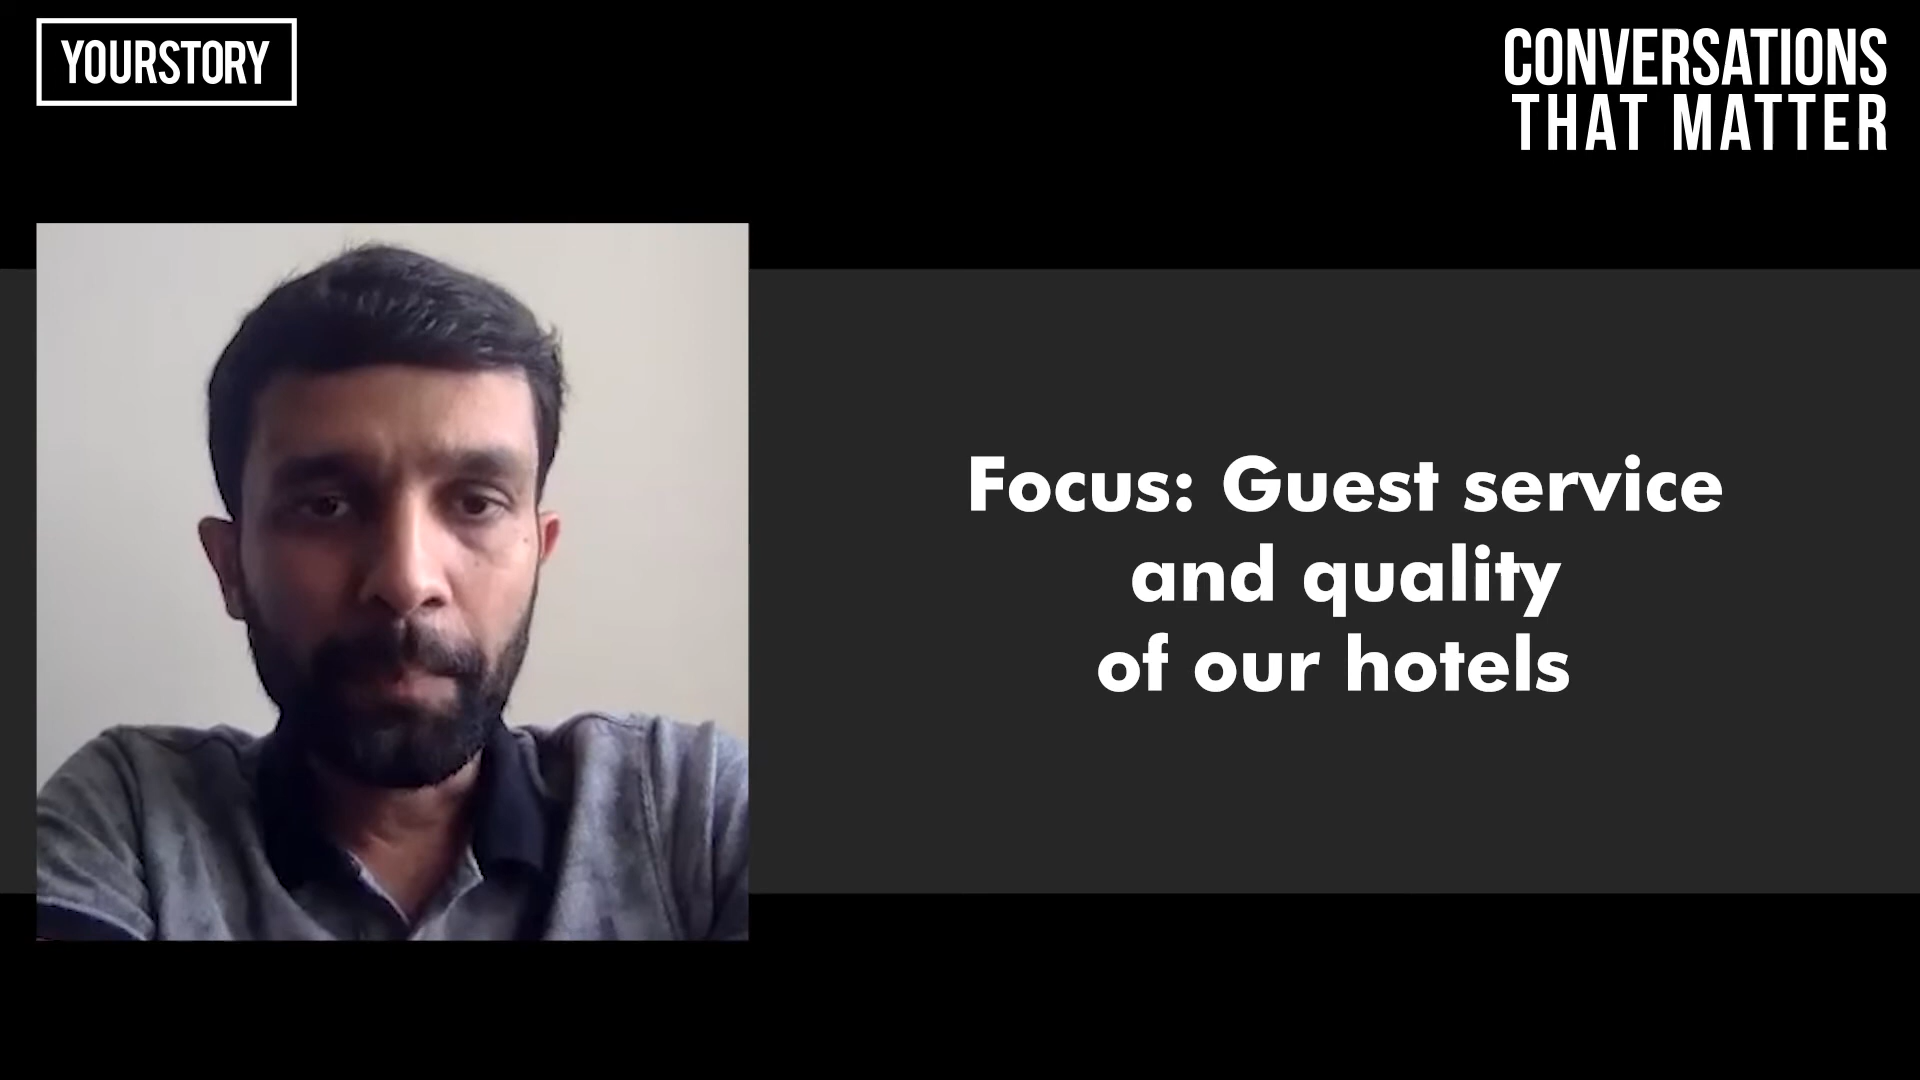 YOURSTORY
CONVERSATIONS
THAT MATTER
Focus: Guest service
and quality
of our hotels